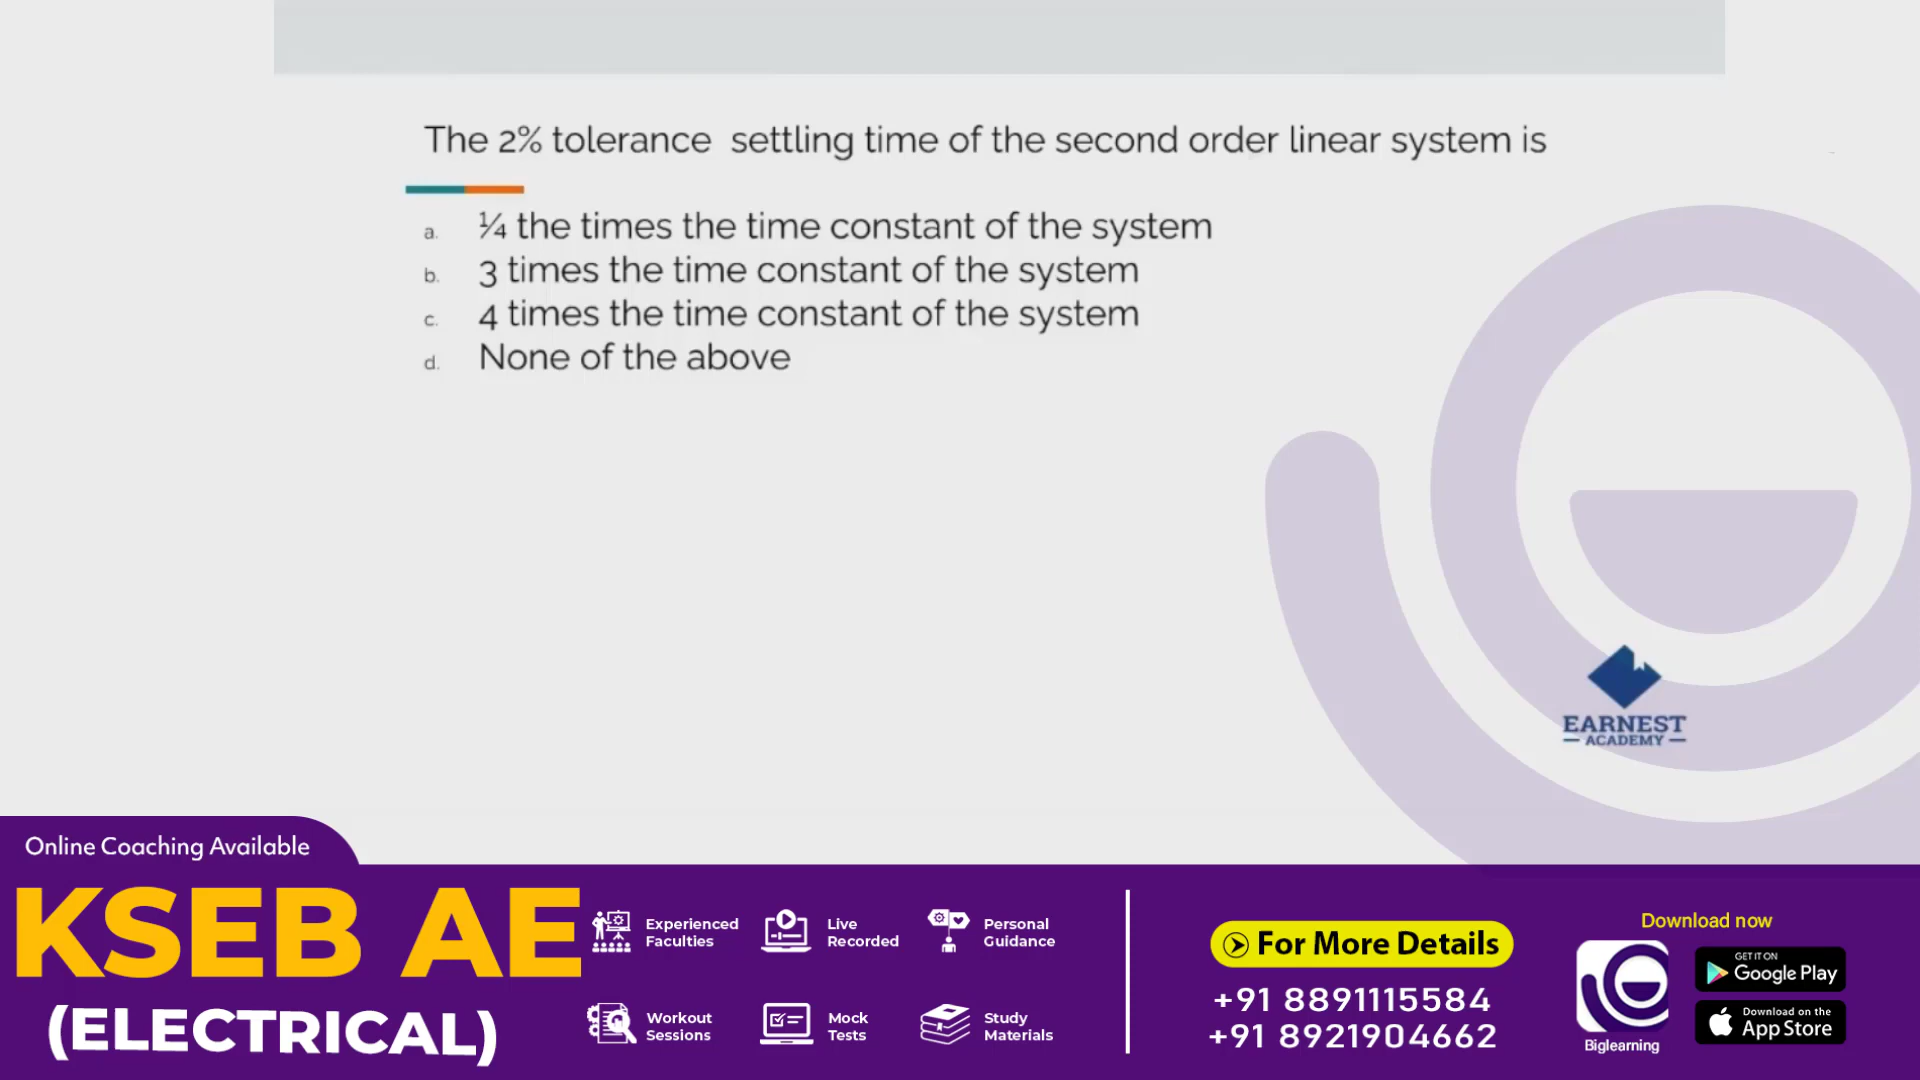 The 2% tolerance settling time of the second order linear system is
a. ¼ the times the time constant of the system
b. 3 times the time constant of the system
c. 4 times the time constant of the system
d. None of the above
EARNEST
ACADEMY
Online Coaching Available
KSEB AE
(ELECTRICAL)
Experienced
Faculties
Live
Recorded
Personal
Guidance
Workout
Sessions
Mock
Tests
Study
Materials
For More Details
+91 8891115584
+91 8921904662
Download now
Biglearning
GET IT ON
Google Play
Download on the
App Store